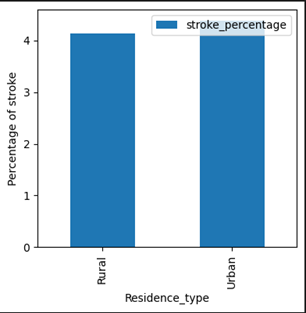 stroke_percentage
4
3
2
1
0
Percentage of stroke
Rural
Urban
Residence_type